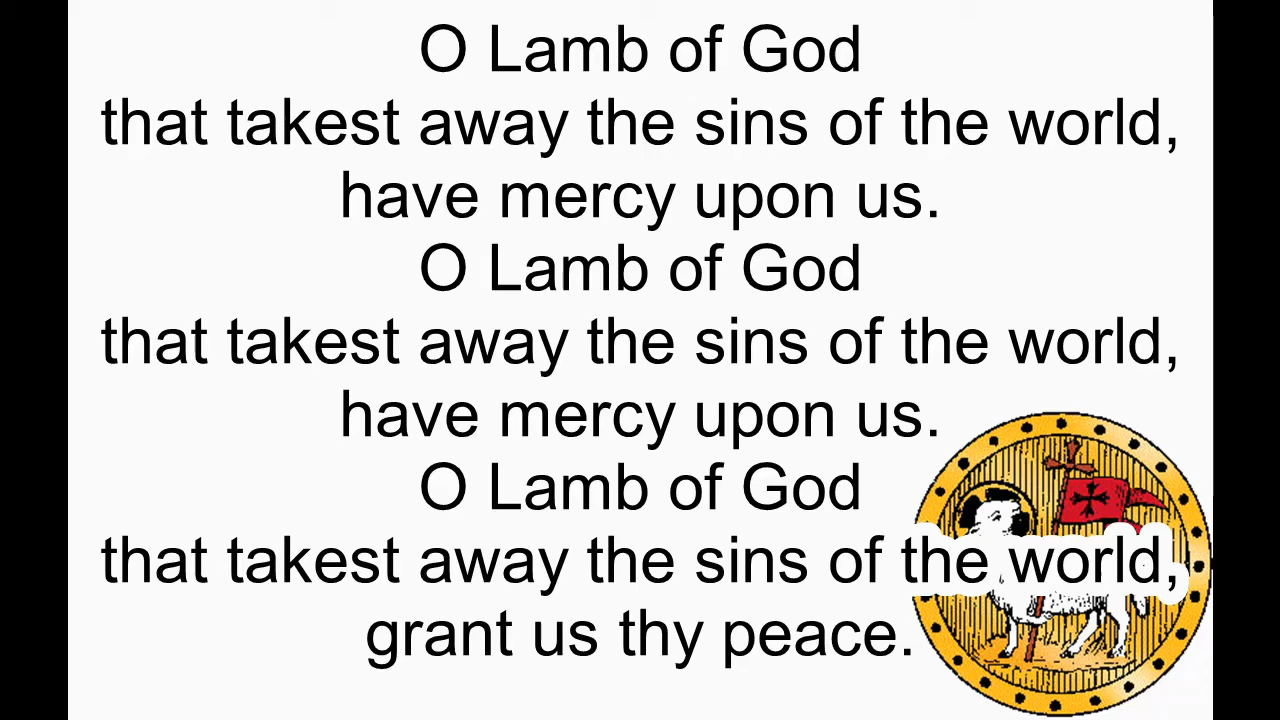 O Lamb of God
that takest away the sins of the world,
have mercy upon us.
O Lamb of God
that takest away the sins of the world,
have mercy upon us.
O Lamb of God
that takest away the sins of the world,
grant us thy peace.